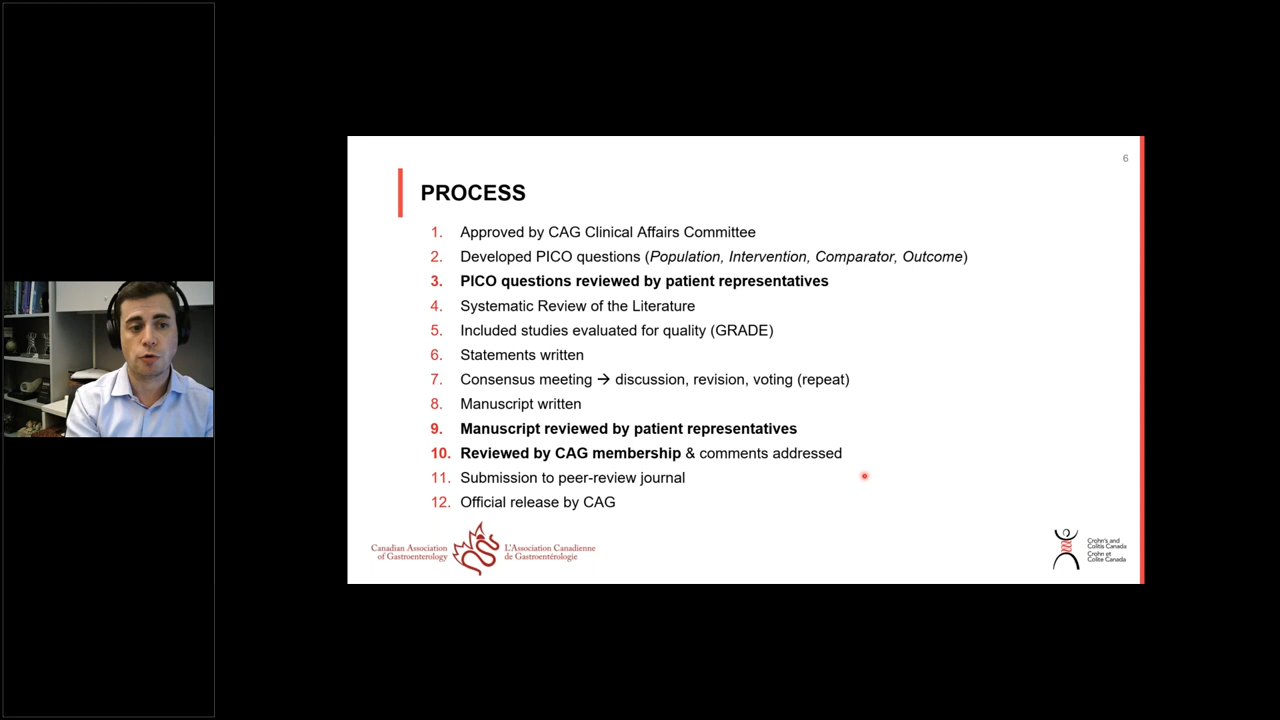 6
PROCESS
1. Approved by CAG Clinical Affairs Committee
2. Developed PICO questions (Population, Intervention, Comparator, Outcome)
3. PICO questions reviewed by patient representatives
4. Systematic Review of the Literature
5. Included studies evaluated for quality (GRADE)
6. Statements written
7. Consensus meeting → discussion, revision, voting (repeat)
8. Manuscript written
9. Manuscript reviewed by patient representatives
10. Reviewed by CAG membership & comments addressed
11. Submission to peer-review journal
12. Official release by CAG
Canadian Association
of Gastroenterology
L'Association Canadienne
de Gastroentérologie
Crohn's and
Colitis Canada
Crohn et
Colite Canada